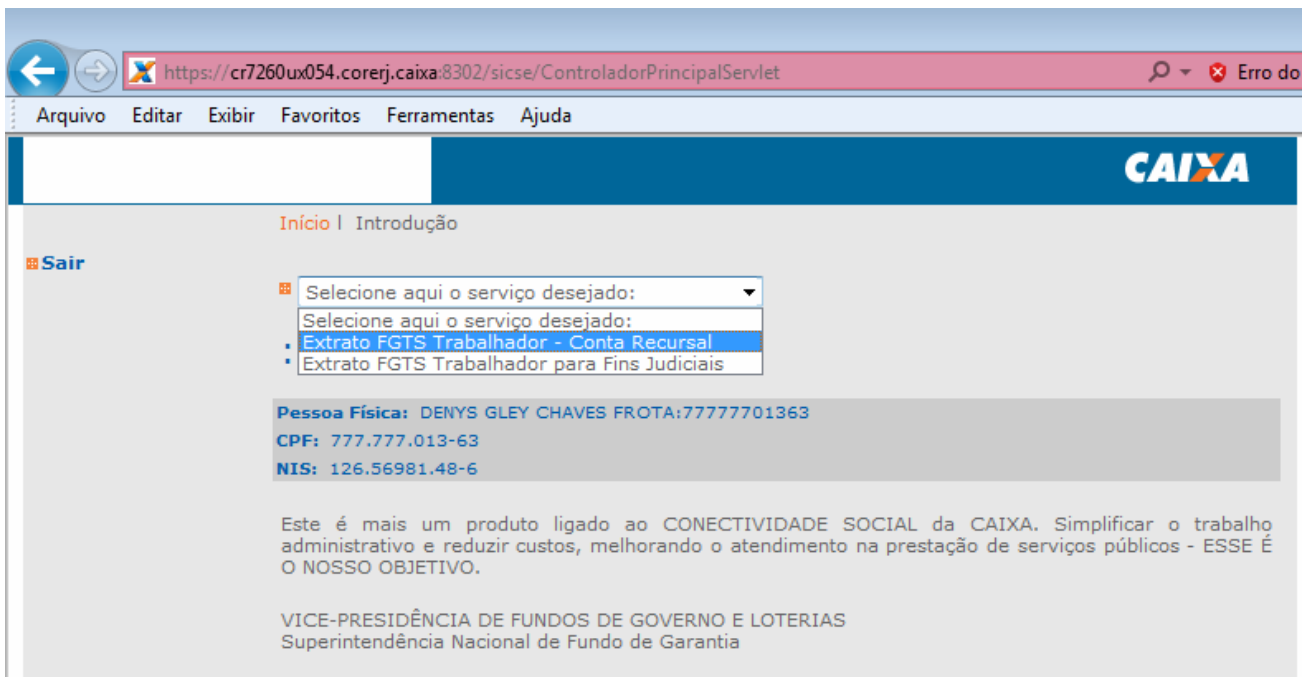 https://cr7260ux054.corerj.caixa:8302/sicse/ControladorPrincipalServlet
Erro do
Arquivo Editar Exibir Favoritos Ferramentas Ajuda
CAIXA
Início l Introdução
Sair
Selecione aqui o serviço desejado:
Selecione aqui o serviço desejado:
Extrato FGTS Trabalhador - Conta Recursal
Extrato FGTS Trabalhador para Fins Judiciais
Pessoa Física: DENYS GLEY CHAVES FROTA:77777701363
CPF: 777.777.013-63
NIS: 126.56981.48-6
Este é mais um produto ligado ao CONECTIVIDADE SOCIAL da CAIXA. Simplificar o trabalho
administrativo e reduzir custos, melhorando o atendimento na prestação de serviços públicos - ESSE É
O NOSSO OBJETIVO.
VICE-PRESIDÊNCIA DE FUNDOS DE GOVERNO E LOTERIAS
Superintendência Nacional de Fundo de Garantia